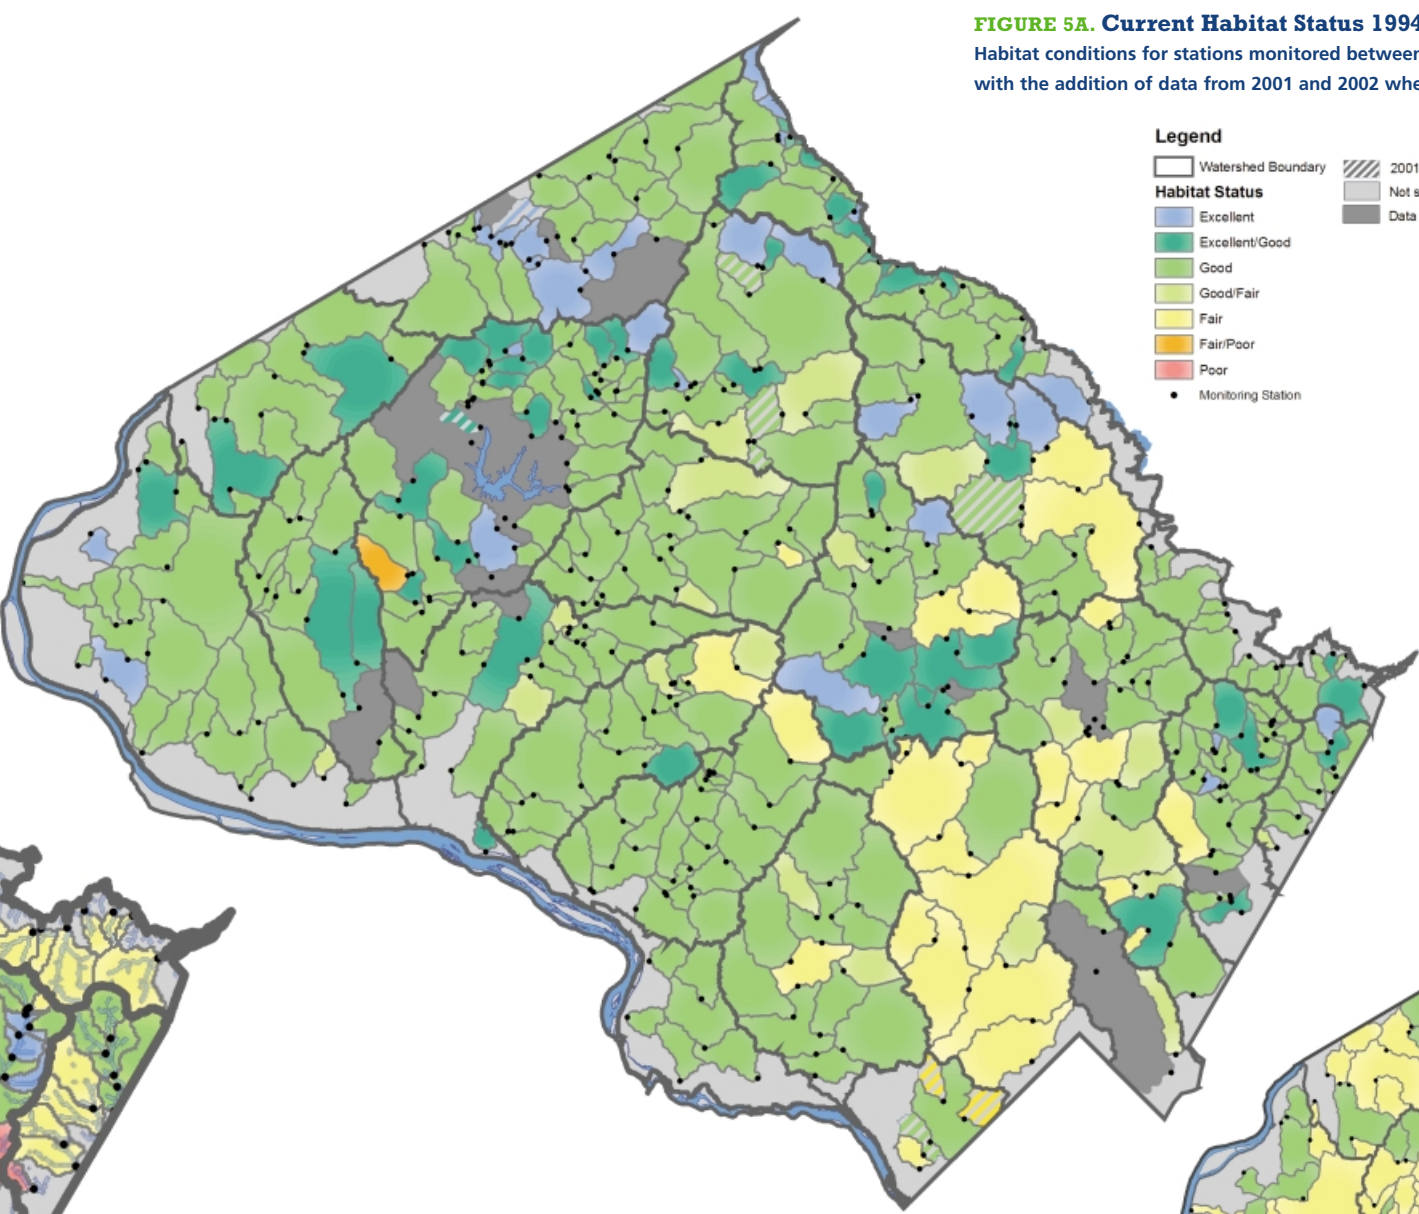 FIGURE 5A. Current Habitat Status 1994
Habitat conditions for stations monitored between
with the addition of data from 2001 and 2002 whe
Legend
Watershed Boundary
2001
Habitat Status
Not s
Excellent
Data
Excellent/Good
Good
Good/Fair
Fair
Fair/Poor
Poor
Monitoring Station